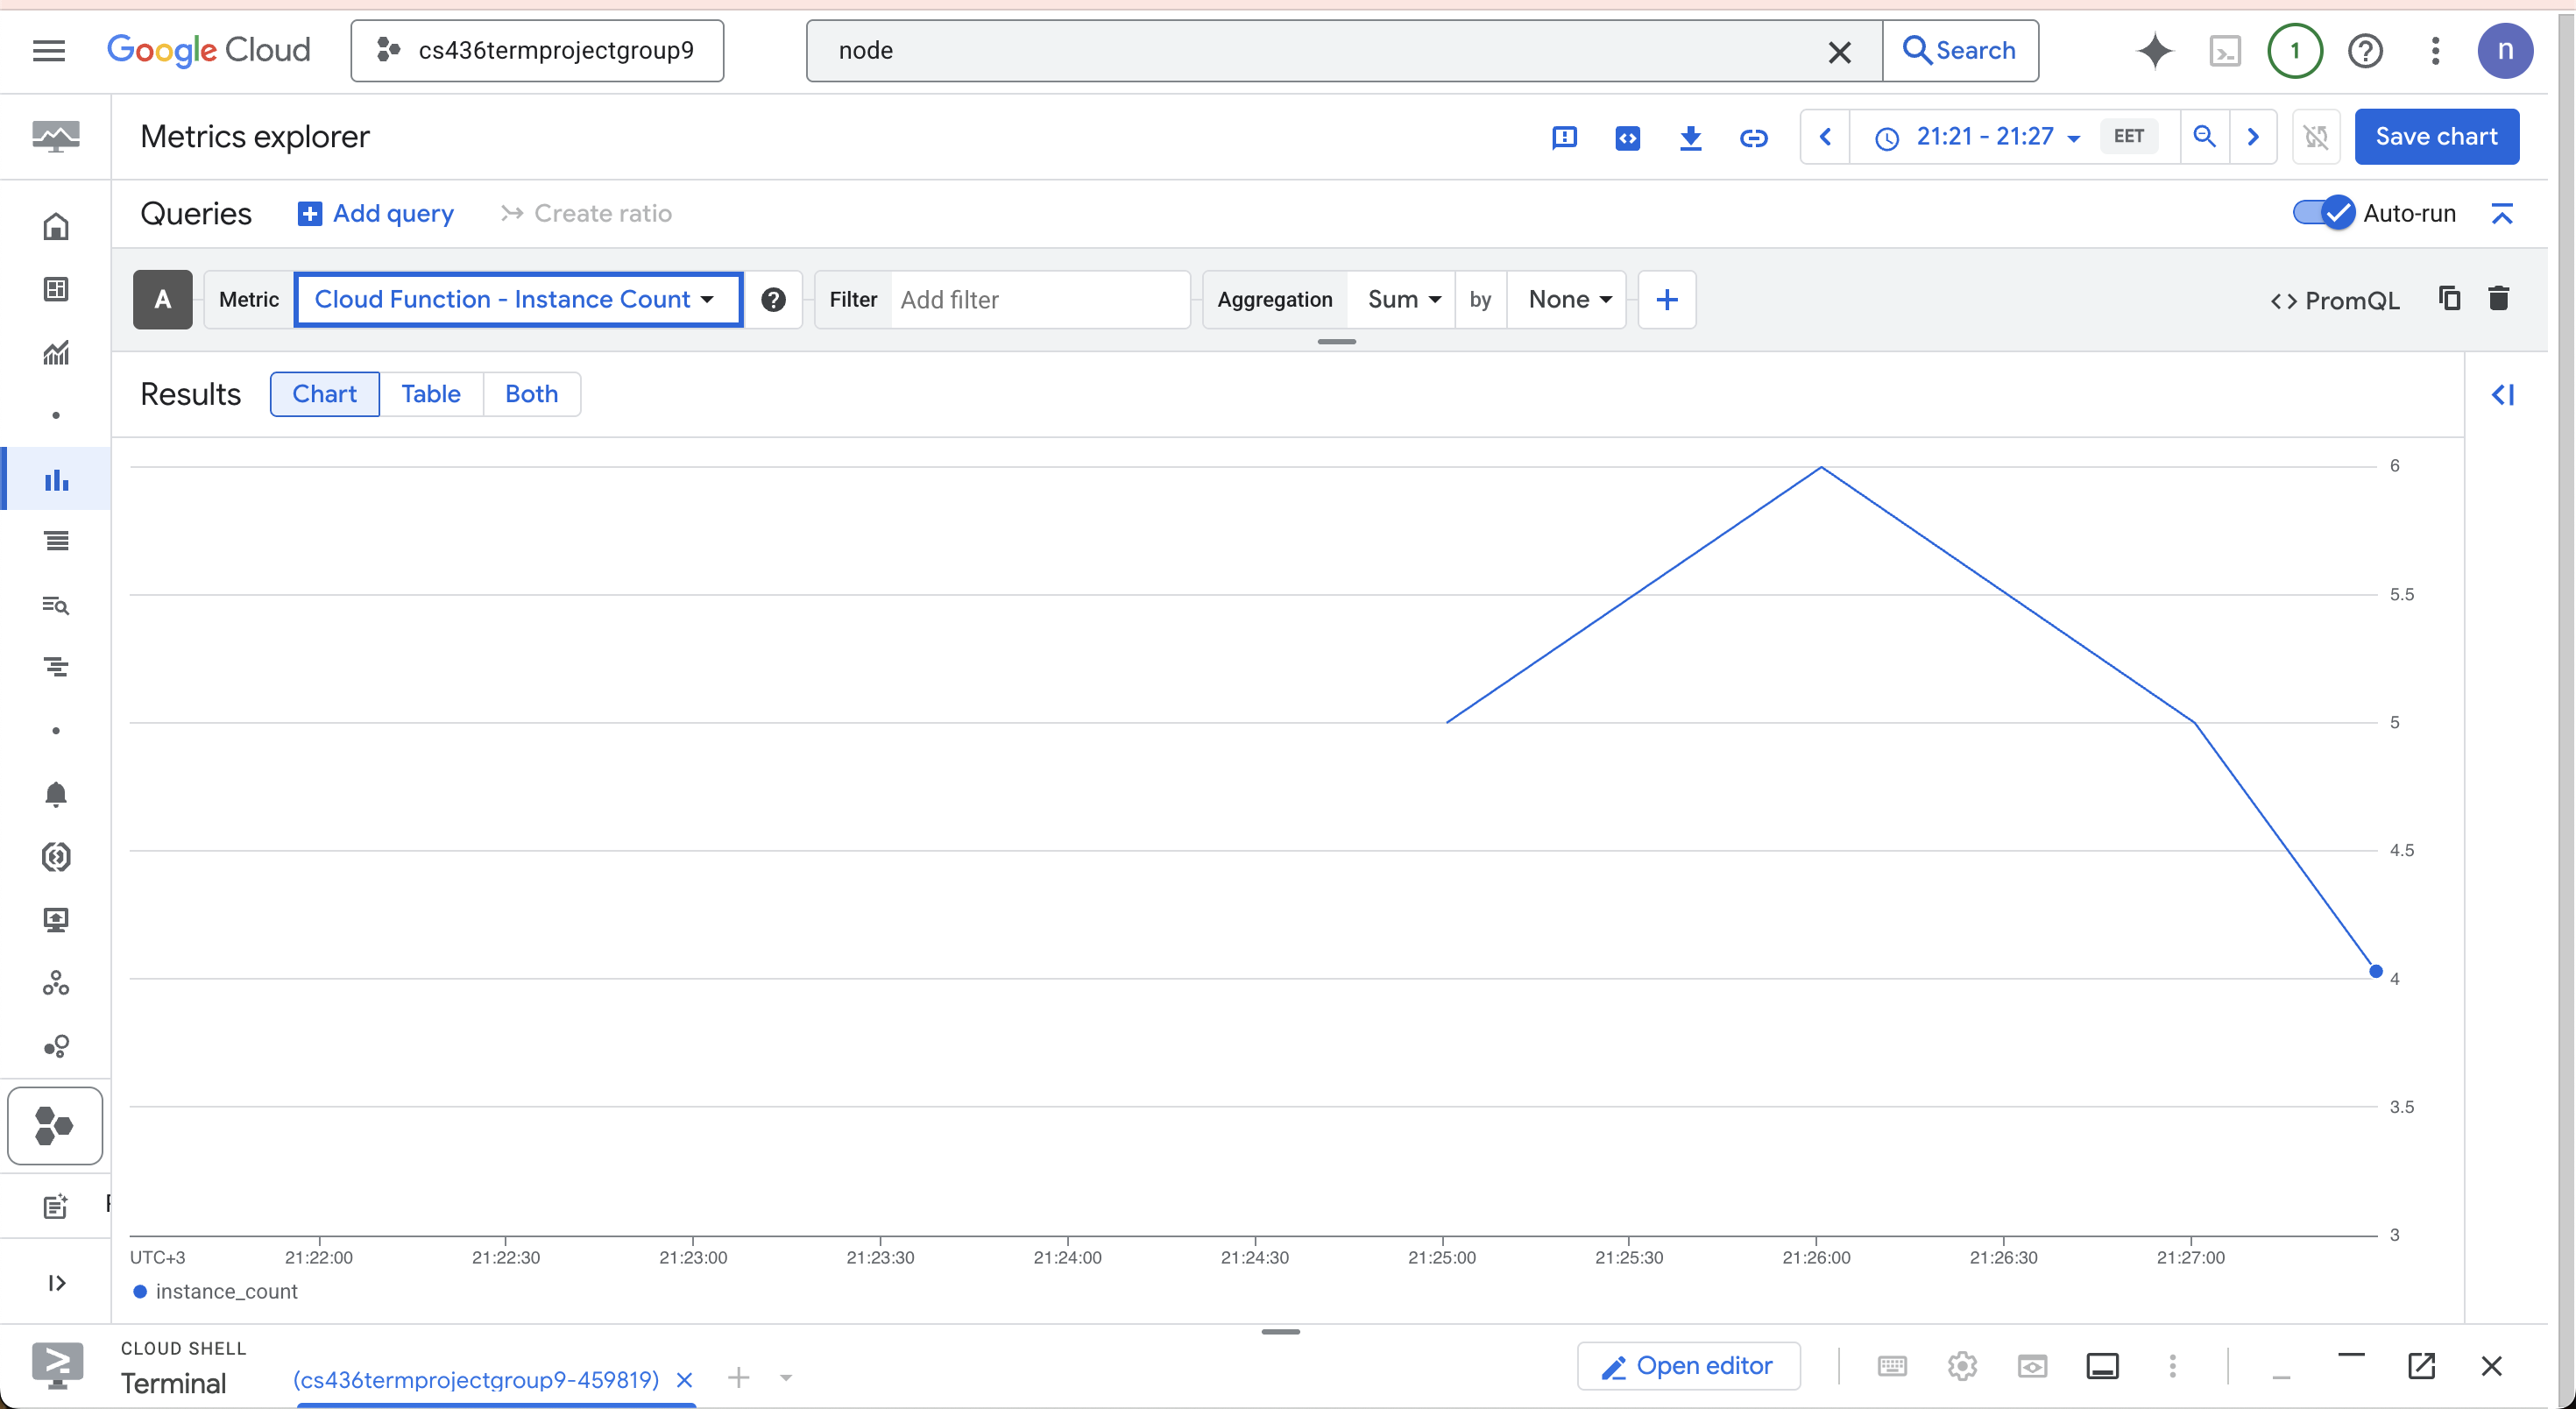 Google Cloud
cs436termprojectgroup9
node
Search
1
n
Metrics explorer
21:21 - 21:27
EET
Save chart
Queries
Add query
Create ratio
Auto-run
A
Metric
Cloud Function - Instance Count
Filter
Add filter
Aggregation
Sum
by
None
<> PromQL
Results
Chart
Table
Both
6
5.5
5
4.5
4
3.5
3
UTC+3
21:22:00
21:22:30
21:23:00
21:23:30
21:24:00
21:24:30
21:25:00
21:25:30
21:26:00
21:26:30
21:27:00
instance_count
CLOUD SHELL
Terminal
(cs436termprojectgroup9-459819)
Open editor